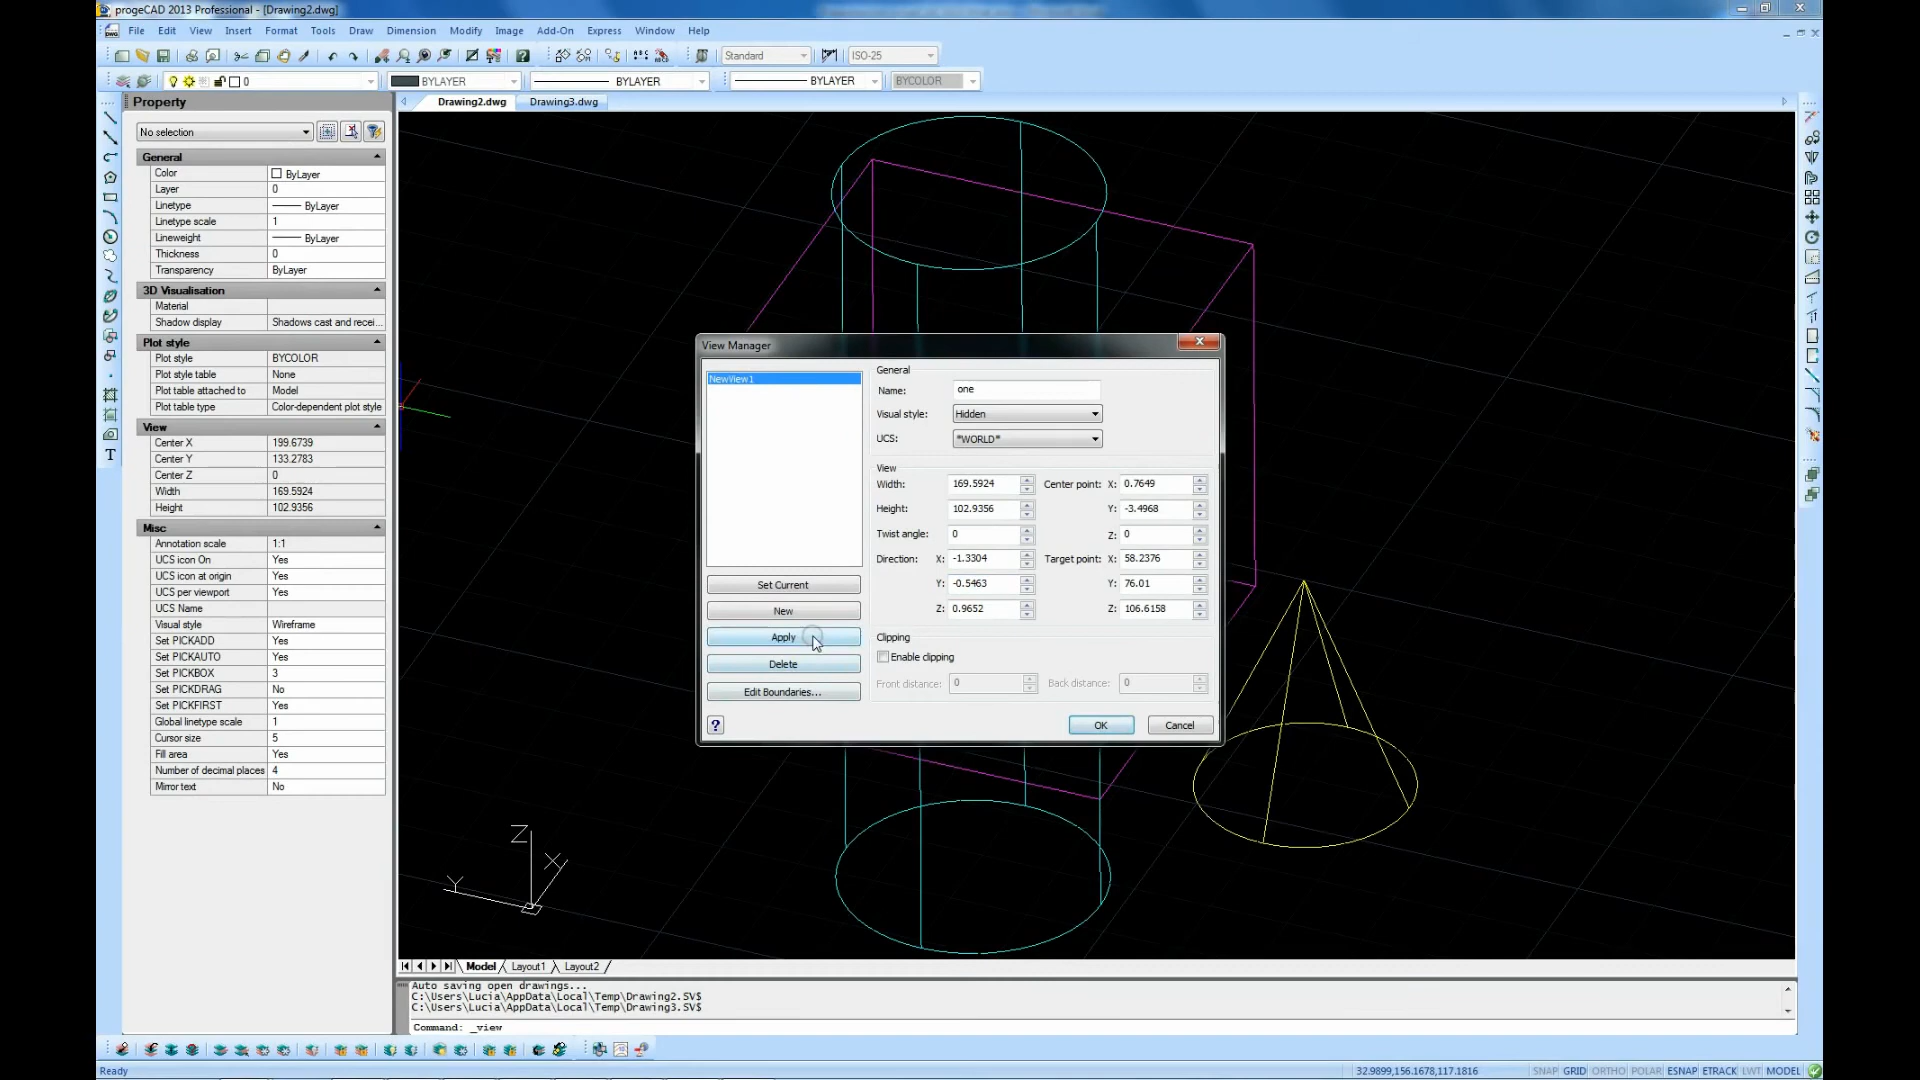 progeCAD 2013 Professional - [Drawing2.dwg]
File Edit View Insert Format Tools Draw Dimension Modify Image Add-On Express Window Help
Standard ISO-25
0 BYLAYER BYLAYER BYLAYER BYCOLOR
Property
Drawing2.dwg Drawing3.dwg
No selection
General
Color ByLayer
Layer 0
Linetype ByLayer
Linetype scale 1
Lineweight ByLayer
Thickness 0
Transparency ByLayer
3D Visualisation
Material
Shadow display Shadows cast and recei...
Plot style
Plot style BYCOLOR
Plot style table None
Plot table attached to Model
Plot table type Color-dependent plot style
View
Center X 199.6739
Center Y 133.2783
Center Z 0
Width 169.5924
Height 102.9356
Misc
Annotation scale 1:1
UCS icon On Yes
UCS icon at origin Yes
UCS per viewport Yes
UCS Name
Visual style Wireframe
Set PICKADD Yes
Set PICKAUTO Yes
Set PICKBOX 3
Set PICKDRAG No
Set PICKFIRST Yes
Global linetype scale 1
Cursor size 5
Fill area Yes
Number of decimal places 4
Mirror text No
View Manager
NewView1
Set Current
New
Apply
Delete
Edit Boundaries...
?
General
Name: one
Visual style: Hidden
UCS: *WORLD*
View
Width: 169.5924 Center point: X: 0.7649
Height: 102.9356 Y: -3.4968
Twist angle: 0 Z: 0
Direction: X: -1.3304 Target point: X: 58.2376
Y: -0.5463 Y: 76.01
Z: 0.9652 Z: 106.6158
Clipping
Enable clipping
Front distance: 0 Back distance: 0
OK Cancel
Z
X
Y
Model Layout1 Layout2
Auto saving open drawings...
C:\Users\Lucia\AppData\Local\Temp\Drawing2.SV$
C:\Users\Lucia\AppData\Local\Temp\Drawing3.SV$
Command: _view
Ready
32.9899,156.1678,117.1816 SNAP GRID ORTHO POLAR ESNAP ETRACK LWT MODEL